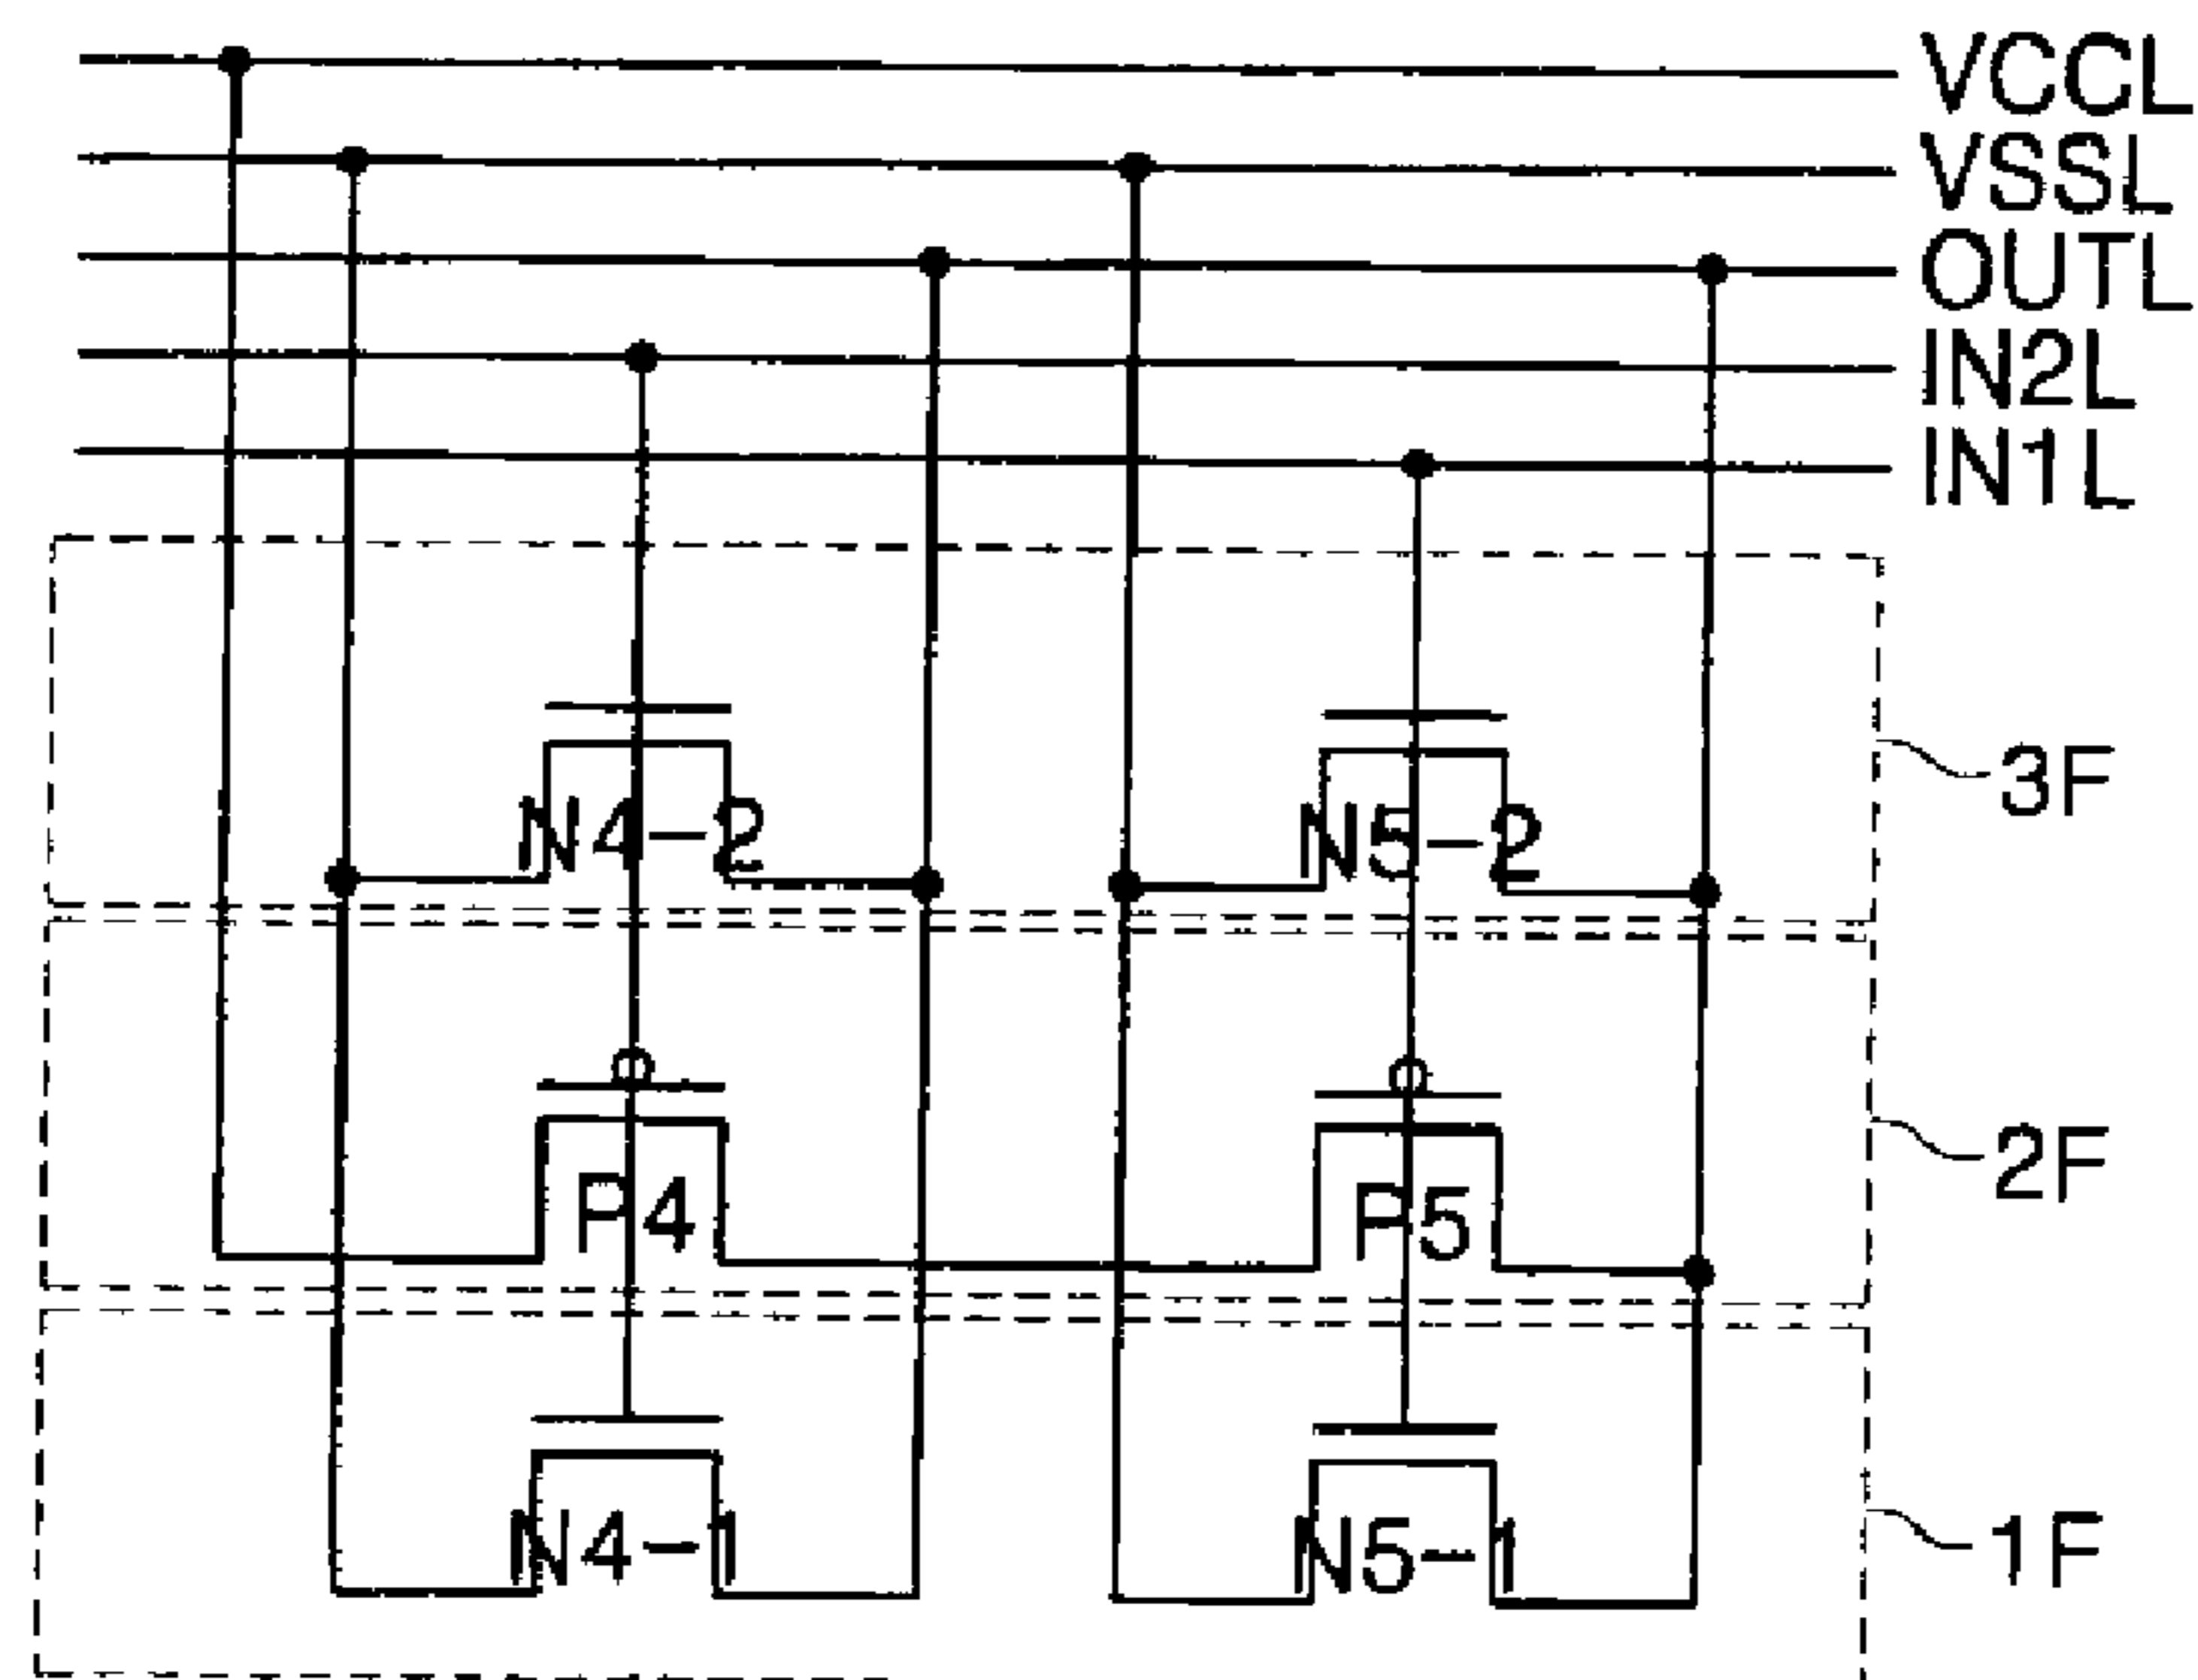 VCCL
VSSL
OUTL
IN2L
IN1L
3F
N4-2
N5-2
2F
P4
P5
1F
N4-1
N5-1